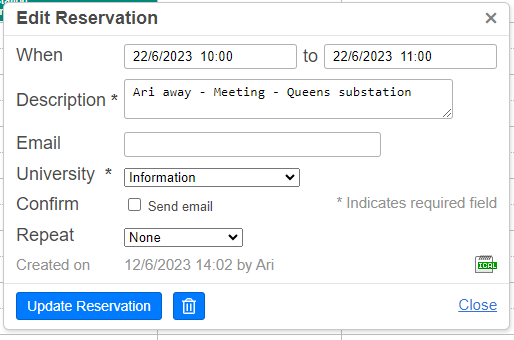 Edit Reservation ×
When 22/6/2023 10:00 to 22/6/2023 11:00
Description * Ari away - Meeting - Queens substation
Email
University * Information
Confirm Send email * Indicates required field
Repeat None
Created on 12/6/2023 14:02 by Ari ICAL
Update Reservation Close